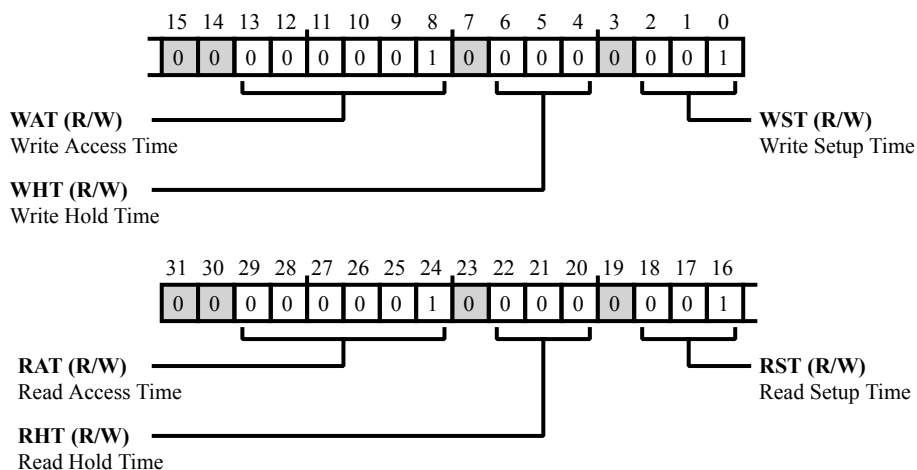 15 14 13 12 11 10 9 8 7 6 5 4 3 2 1 0
0 0 0 0 0 0 0 1 0 0 0 0 0 0 0 1
WAT (R/W)
Write Access Time
WST (R/W)
Write Setup Time
WHT (R/W)
Write Hold Time
31 30 29 28 27 26 25 24 23 22 21 20 19 18 17 16
0 0 0 0 0 0 0 1 0 0 0 0 0 0 0 1
RAT (R/W)
Read Access Time
RST (R/W)
Read Setup Time
RHT (R/W)
Read Hold Time